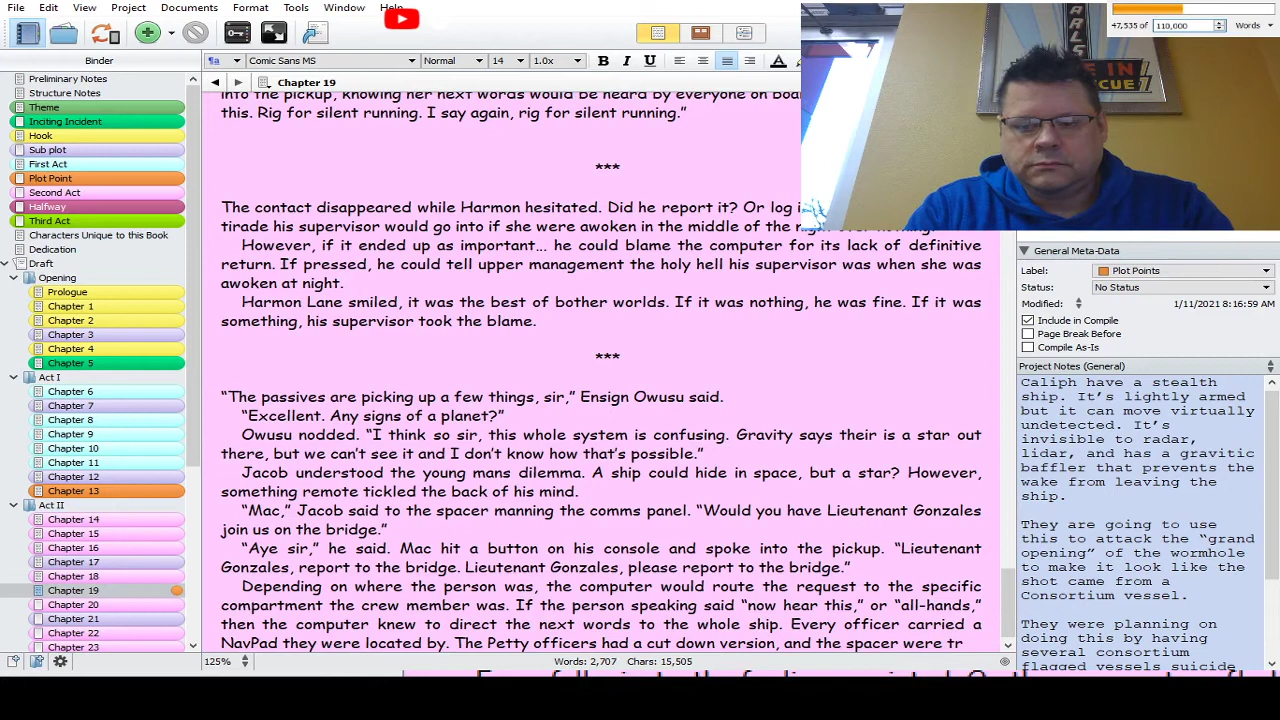 File Edit View Project Documents Format Tools Window Help
47,535 of 110,000 Words
Binder
Comic Sans MS Normal 14 1.0x B I U A
Chapter 19
Preliminary Notes
Structure Notes
Theme
Inciting Incident
Hook
Sub plot
First Act
Plot Point
Second Act
Halfway
Third Act
Characters Unique to this Book
Dedication
Draft
Opening
Prologue
Chapter 1
Chapter 2
Chapter 3
Chapter 4
Chapter 5
Act I
Chapter 6
Chapter 7
Chapter 8
Chapter 9
Chapter 10
Chapter 11
Chapter 12
Chapter 13
Act II
Chapter 14
Chapter 15
Chapter 16
Chapter 17
Chapter 18
Chapter 19
Chapter 20
Chapter 21
Chapter 22
Chapter 23
into the pickup, knowing his next words would be heard by everyone on
this. Rig for silent running. I say again, rig for silent running.”
***
The contact disappeared while Harmon hesitated. Did he report it? Or log
tirade his supervisor would go into if she were awoken in the middle of the night over nothing.
However, if it ended up as important... he could blame the computer for its lack of definitive
return. If pressed, he could tell upper management the holy hell his supervisor was when she was
awoken at night.
Harmon Lane smiled, it was the best of bother worlds. If it was nothing, he was fine. If it was
something, his supervisor took the blame.
***
“The passives are picking up a few things, sir,” Ensign Owusu said.
“Excellent. Any signs of a planet?”
Owusu nodded. “I think so sir, this whole system is confusing. Gravity says their is a star out
there, but we can’t see it and I don’t know how that’s possible.”
Jacob understood the young mans dilemma. A ship could hide in space, but a star? However,
something remote tickled the back of his mind.
“Mac,” Jacob said to the spacer manning the comms panel. “Would you have Lieutenant Gonzales
join us on the bridge.”
“Aye sir,” he said. Mac hit a button on his console and spoke into the pickup. “Lieutenant
Gonzales, report to the bridge. Lieutenant Gonzales, please report to the bridge.”
Depending on where the person was, the computer would route the request to the specific
compartment the crew member was. If the person speaking said “now hear this,” or “all-hands,”
then the computer knew to direct the next words to the whole ship. Every officer carried a
NavPad they were located by. The Petty officers had a cut down version, and the spacer were tr
125% Words: 2,707 Chars: 15,505
General Meta-Data
Label: Plot Points
Status: No Status
Modified: 1/11/2021 8:16:59 AM
Include in Compile
Page Break Before
Compile As-Is
Project Notes (General)
Caliph have a stealth
ship. It’s lightly armed
but it can move virtually
undetected. It’s
invisible to radar,
lidar, and has a gravitic
baffler that prevents the
wake from leaving the
ship.
They are going to use
this to attack the “grand
opening” of the wormhole
to make it look like the
shot came from a
Consortium vessel.
They were planning on
doing this by having
several consortium
flagged vessels suicide